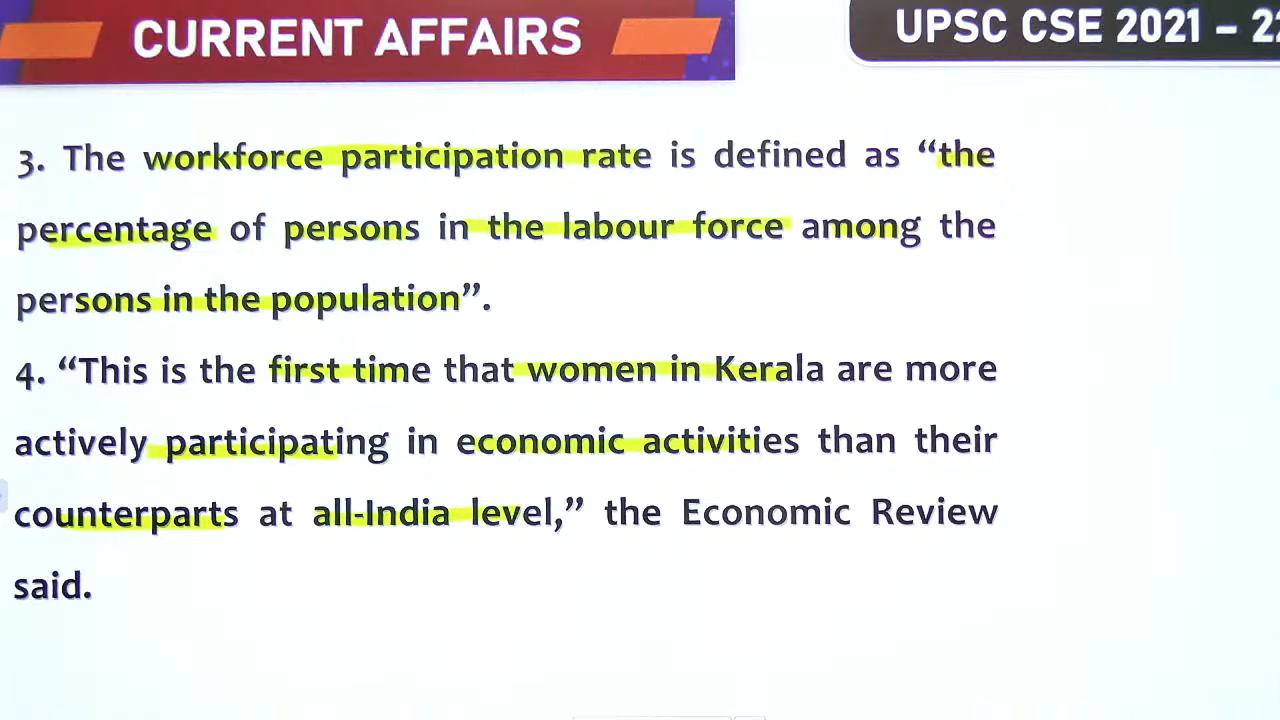 CURRENT AFFAIRS
UPSC CSE 2021 – 22
3. The workforce participation rate is defined as “the
percentage of persons in the labour force among the
persons in the population”.
4. “This is the first time that women in Kerala are more
actively participating in economic activities than their
counterparts at all-India level,” the Economic Review
said.